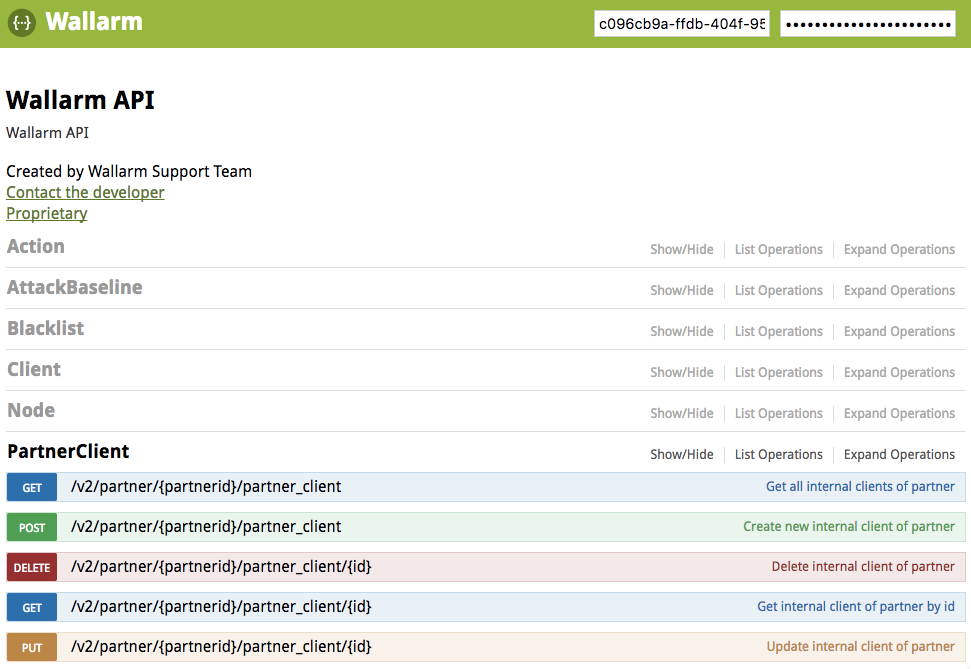 {··} Wallarm c096cb9a-ffdb-404f-95 ••••••••••••••••••••••
Wallarm API
Wallarm API
Created by Wallarm Support Team
Contact the developer
Proprietary
Action Show/Hide List Operations Expand Operations
AttackBaseline Show/Hide List Operations Expand Operations
Blacklist Show/Hide List Operations Expand Operations
Client Show/Hide List Operations Expand Operations
Node Show/Hide List Operations Expand Operations
PartnerClient Show/Hide List Operations Expand Operations
GET /v2/partner/{partnerid}/partner_client Get all internal clients of partner
POST /v2/partner/{partnerid}/partner_client Create new internal client of partner
DELETE /v2/partner/{partnerid}/partner_client/{id} Delete internal client of partner
GET /v2/partner/{partnerid}/partner_client/{id} Get internal client of partner by id
PUT /v2/partner/{partnerid}/partner_client/{id} Update internal client of partner